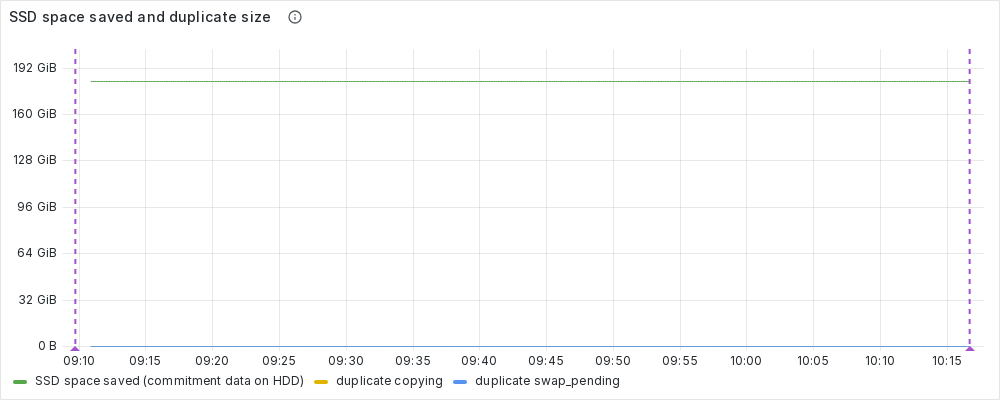 SSD space saved and duplicate size
192 GiB
160 GiB
128 GiB
96 GiB
64 GiB
32 GiB
0 B
09:10 09:15 09:20 09:25 09:30 09:35 09:40 09:45 09:50 09:55 10:00 10:05 10:10 10:15
SSD space saved (commitment data on HDD) duplicate copying duplicate swap_pending